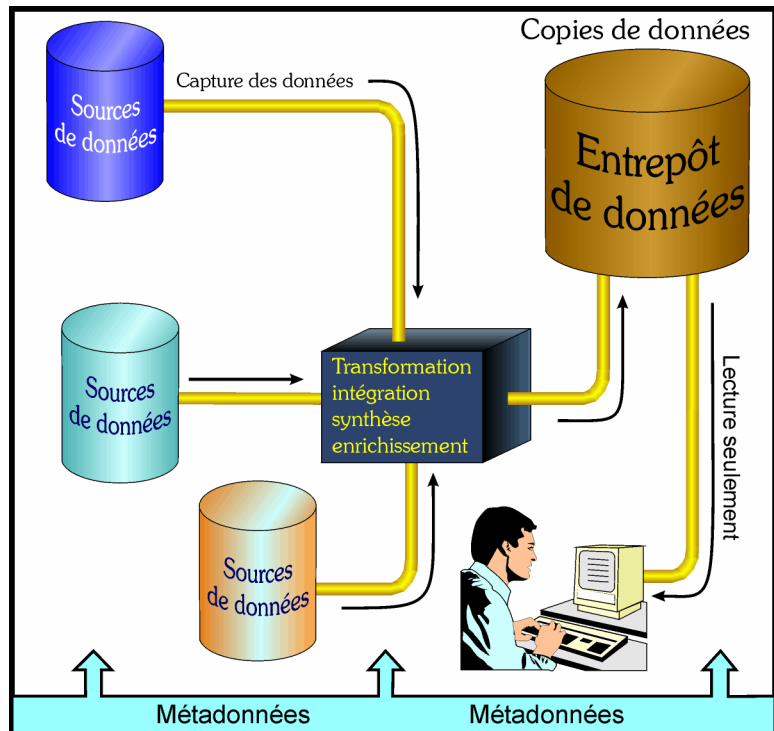 Copies de données
Capture des données
Sources
de données
Entrepôt
de données
Sources
de données
Transformation
intégration
synthèse
enrichissement
Lecture seulement
Sources
de données
Métadonnées
Métadonnées